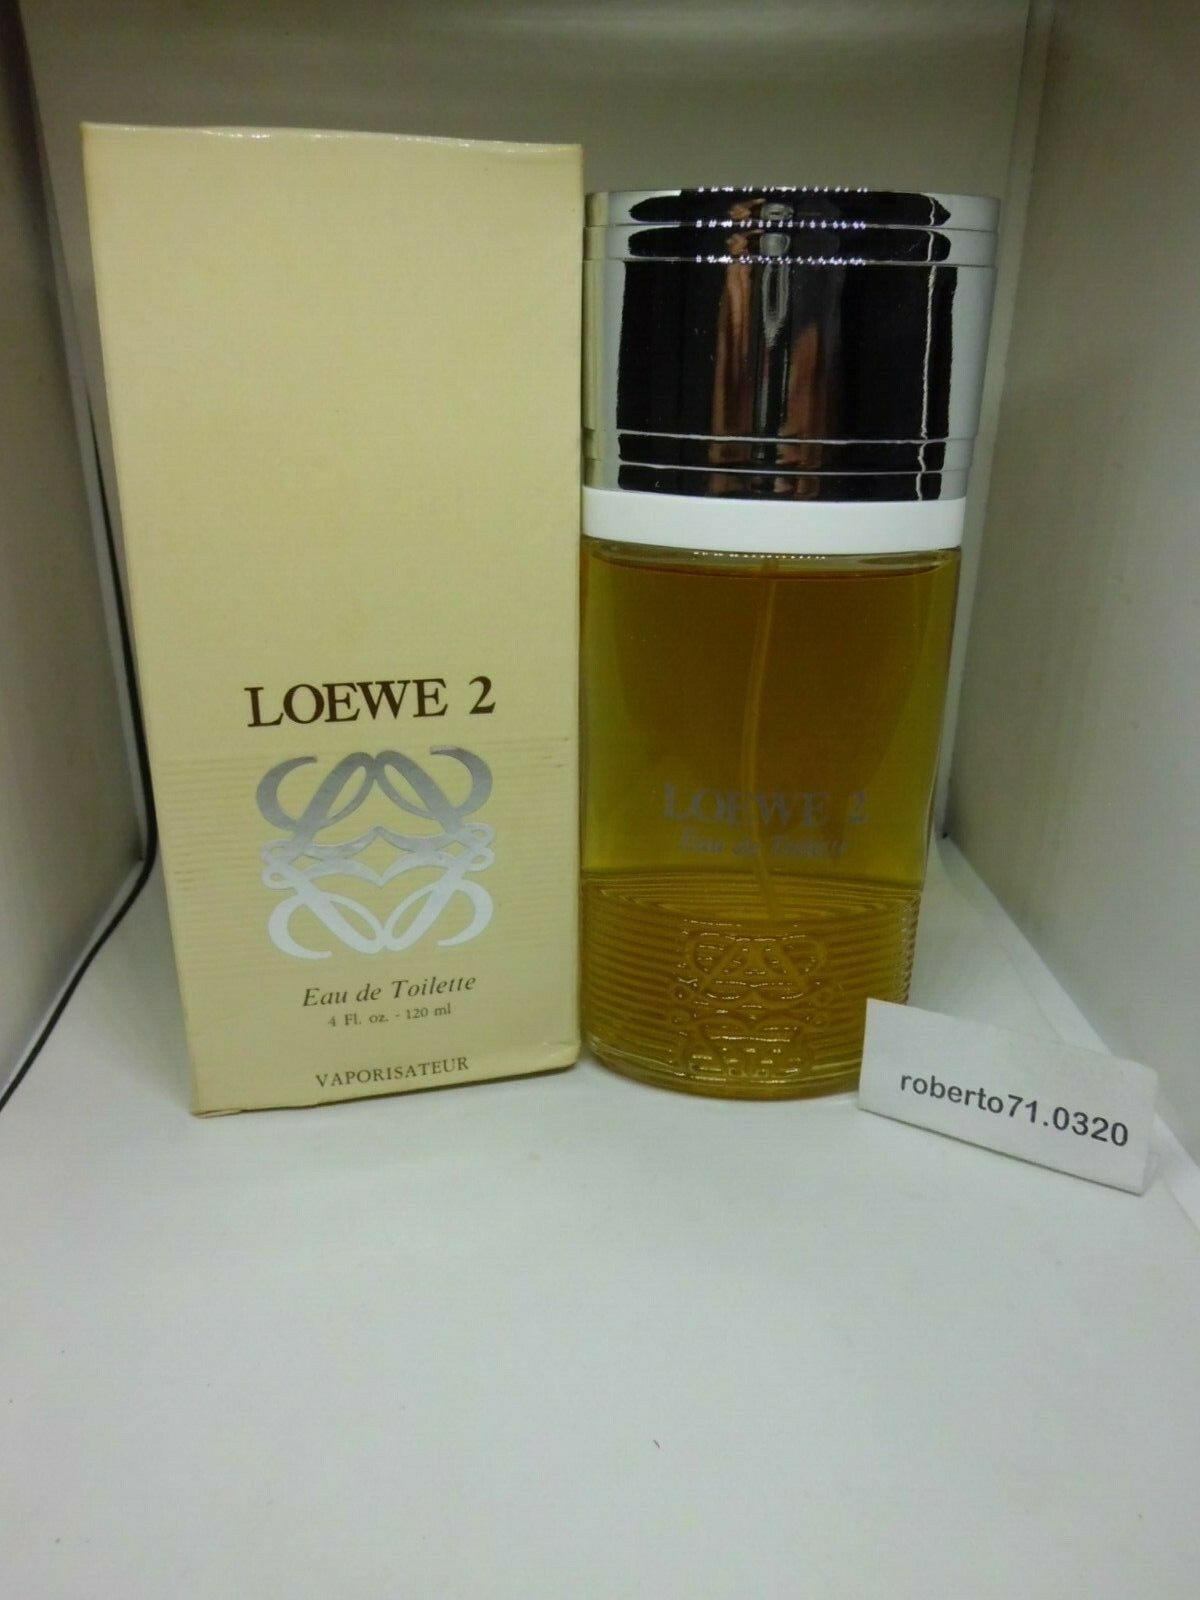 LOEWE 2
Eau de Toilette
4 Fl. oz. - 120 ml
VAPORISATEUR
LOEWE 2
Eau de Toilette
roberto71.0320